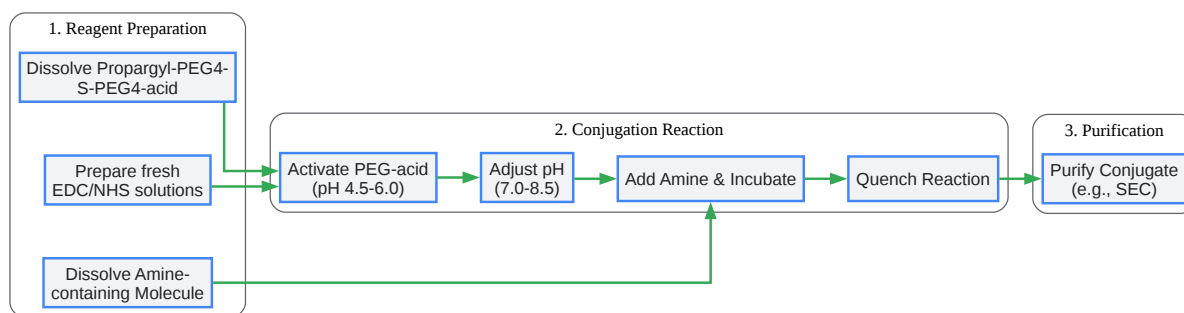 1. Reagent Preparation
Dissolve Propargyl-PEG4-
S-PEG4-acid
Prepare fresh
EDC/NHS solutions
Dissolve Amine-
containing Molecule
2. Conjugation Reaction
Activate PEG-acid
(pH 4.5-6.0)
Adjust pH
(7.0-8.5)
Add Amine & Incubate
Quench Reaction
3. Purification
Purify Conjugate
(e.g., SEC)